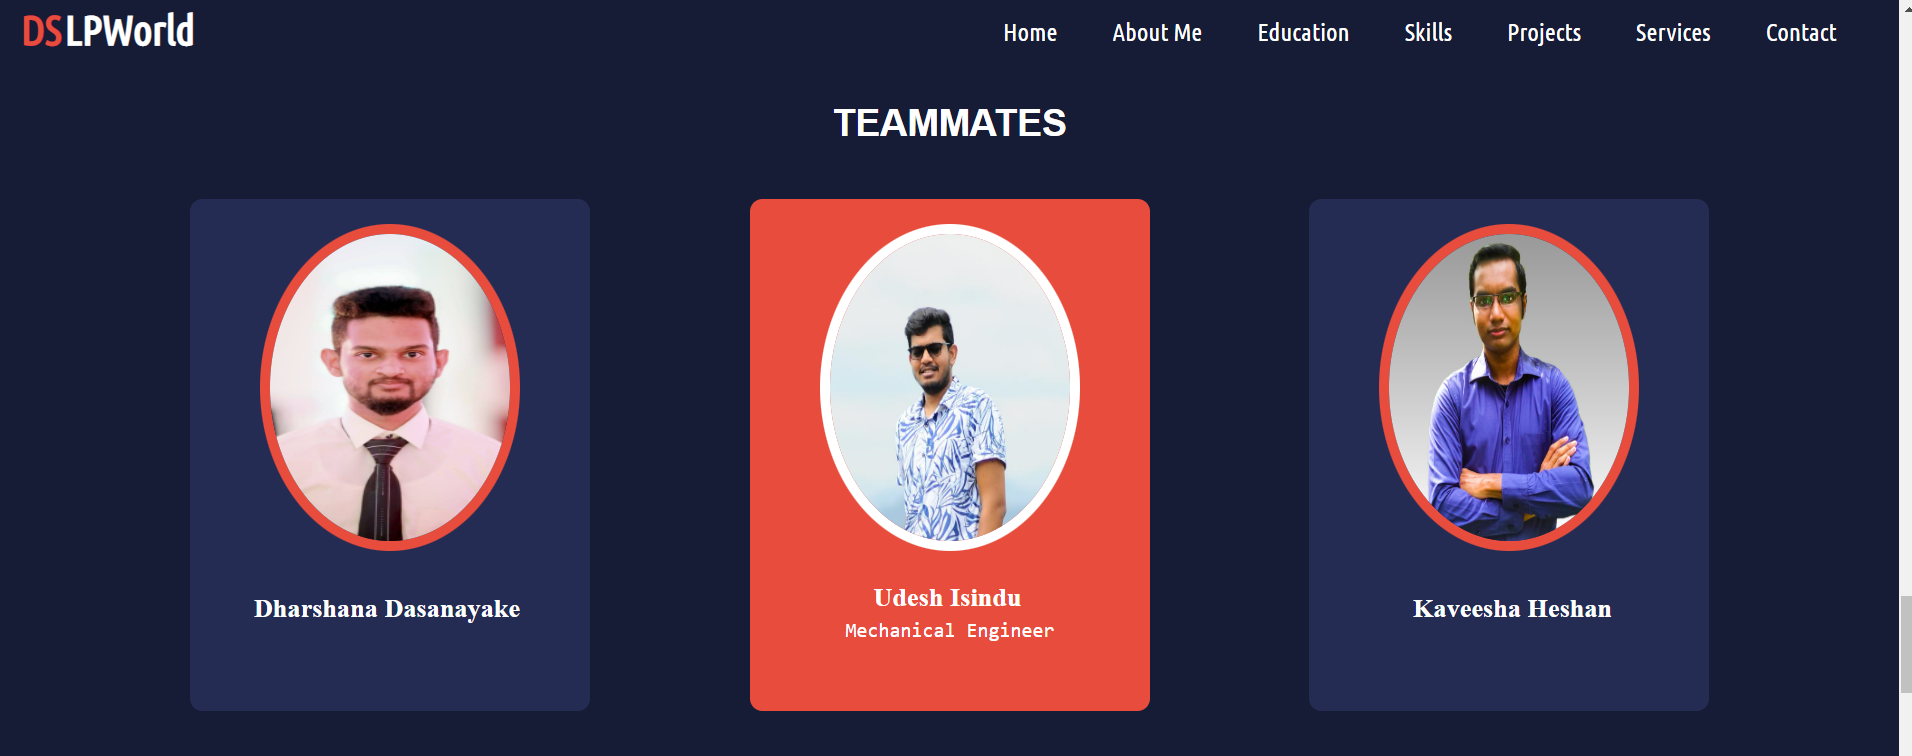 DSLPWorld
Home About Me Education Skills Projects Services Contact
TEAMMATES
Dharshana Dasanayake
Udesh Isindu
Mechanical Engineer
Kaveesha Heshan